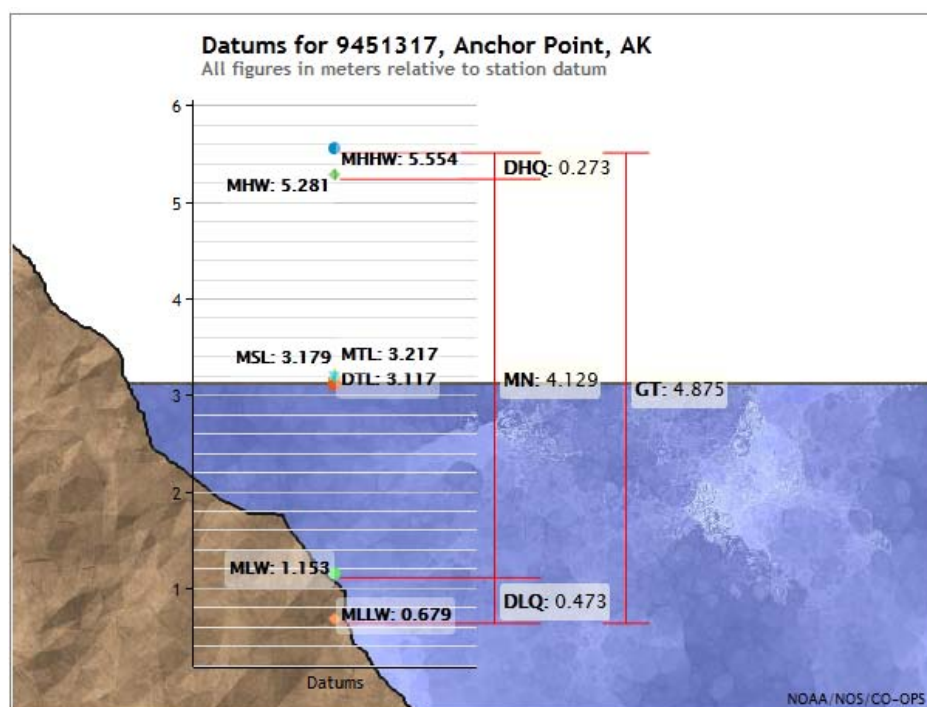 Datums for 9451317, Anchor Point, AK
All figures in meters relative to station datum
6
MHHW: 5.554
DHQ: 0.273
MHW: 5.281
5
4
MSL: 3.179
MTL: 3.217
DTL: 3.117
MN: 4.129
GT: 4.875
3
2
MLW: 1.153
1
DLQ: 0.473
MLLW: 0.679
Datums
NOAA/NOS/CO-OPS